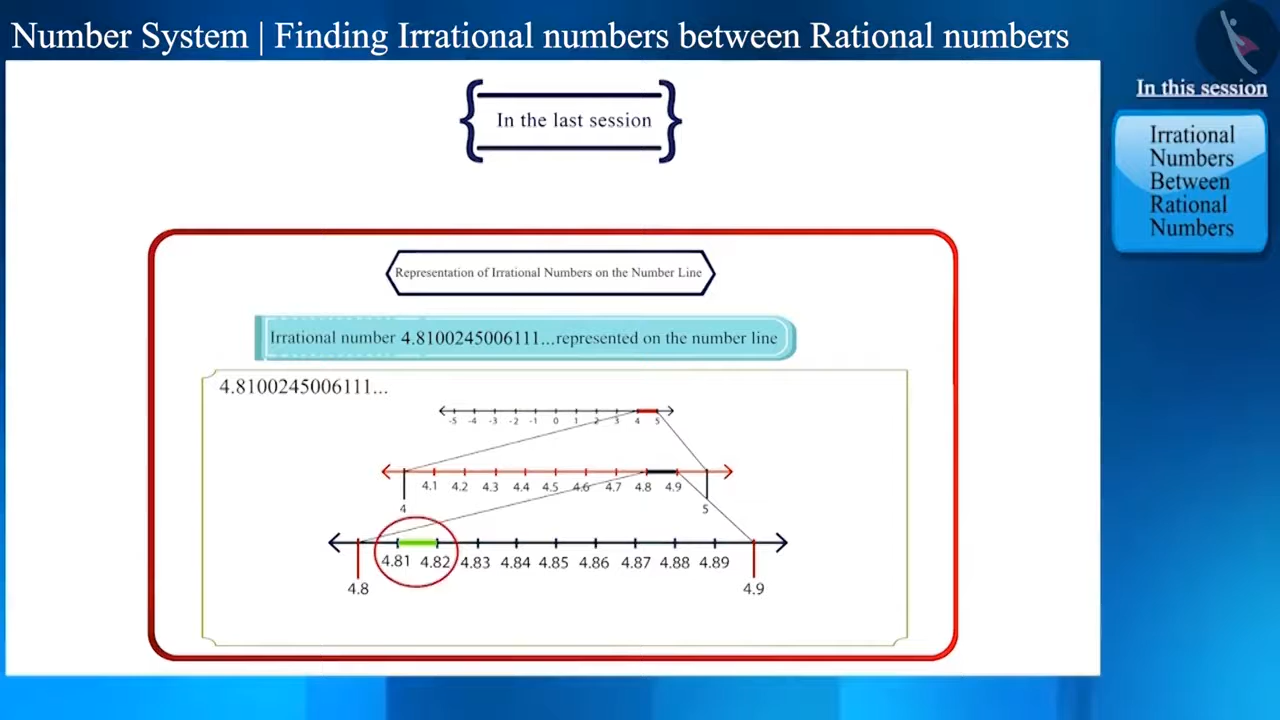 Number System | Finding Irrational numbers between Rational numbers
In this session
Irrational
Numbers
Between
Rational
Numbers
In the last session
Representation of Irrational Numbers on the Number Line
Irrational number 4.8100245006111...represented on the number line
4.8100245006111...
-5 -4 -3 -2 -1 0 1 2 3 4 5
4.1 4.2 4.3 4.4 4.5 4.6 4.7 4.8 4.9
4 5
4.81 4.82 4.83 4.84 4.85 4.86 4.87 4.88 4.89
4.8 4.9